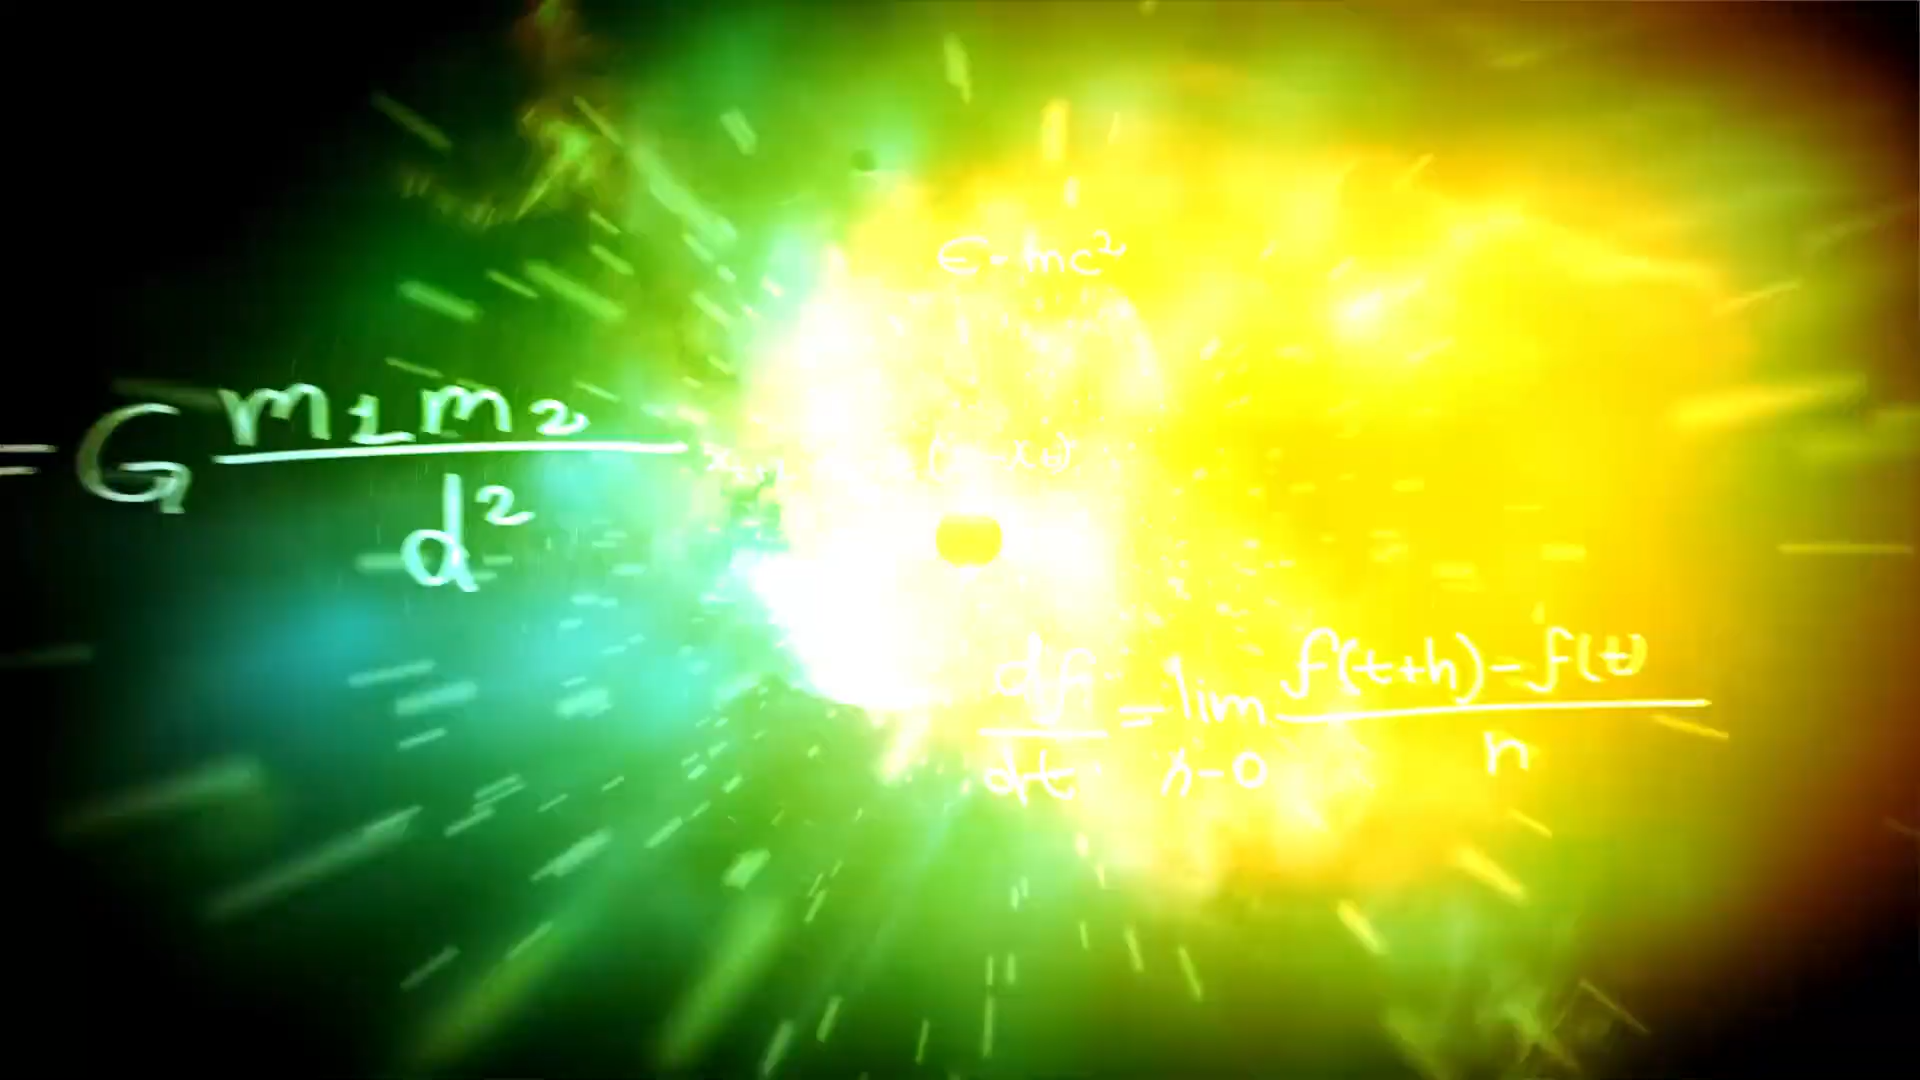 E=mc²
= G m₁m₂ / d²
df/dt = lim h→0 f(t+h)-f(t) / h